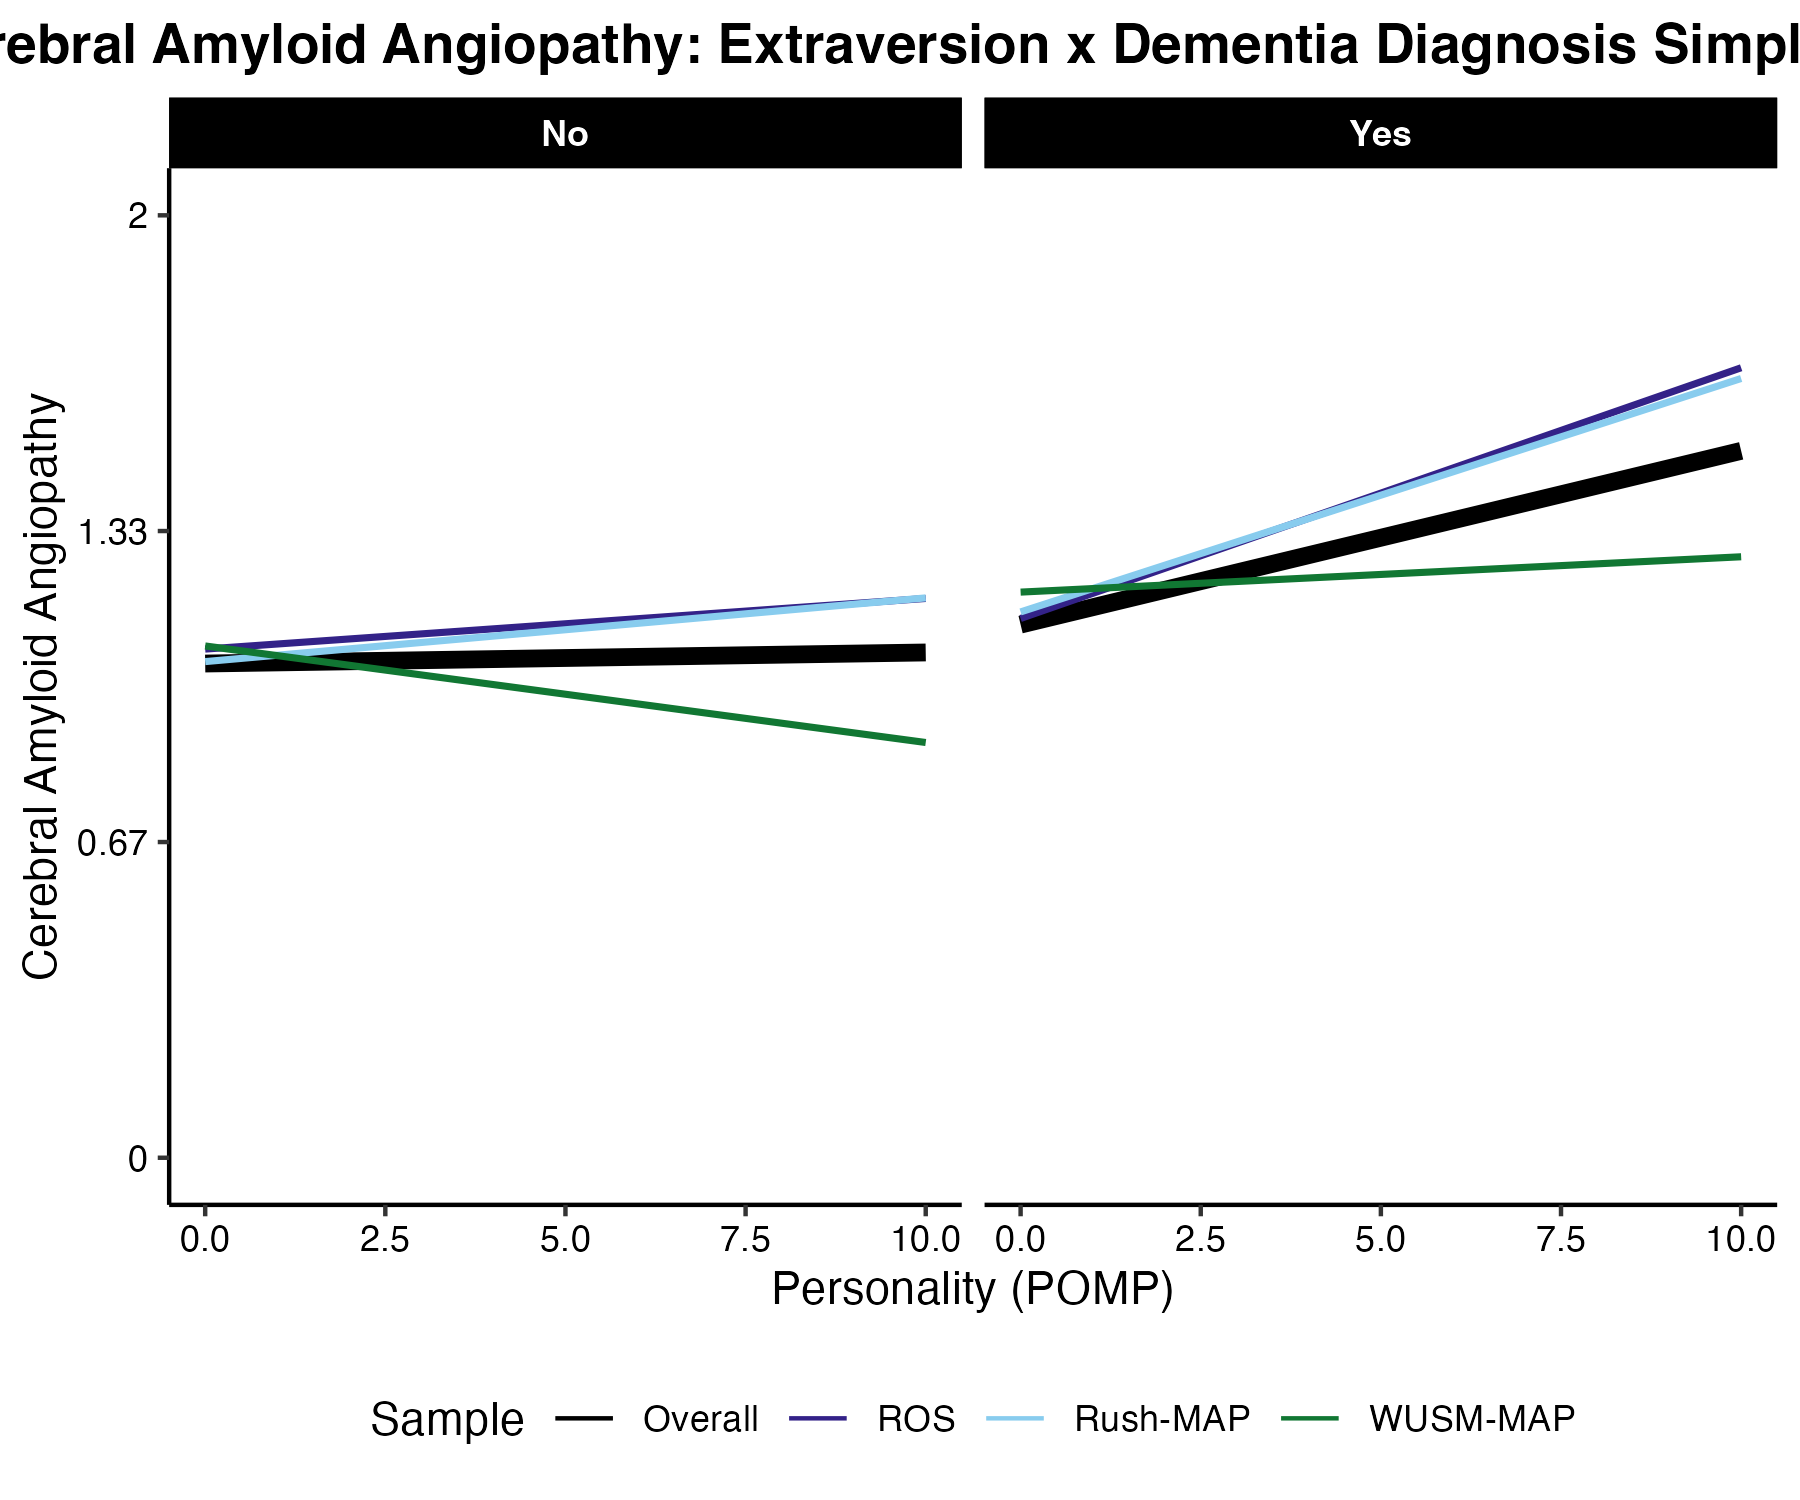 rebral Amyloid Angiopathy: Extraversion x Dementia Diagnosis Simpl
No Yes
2
1.33
0.67
0
Cerebral Amyloid Angiopathy
0.0 2.5 5.0 7.5 10.0 0.0 2.5 5.0 7.5 10.0
Personality (POMP)
Sample Overall ROS Rush-MAP WUSM-MAP